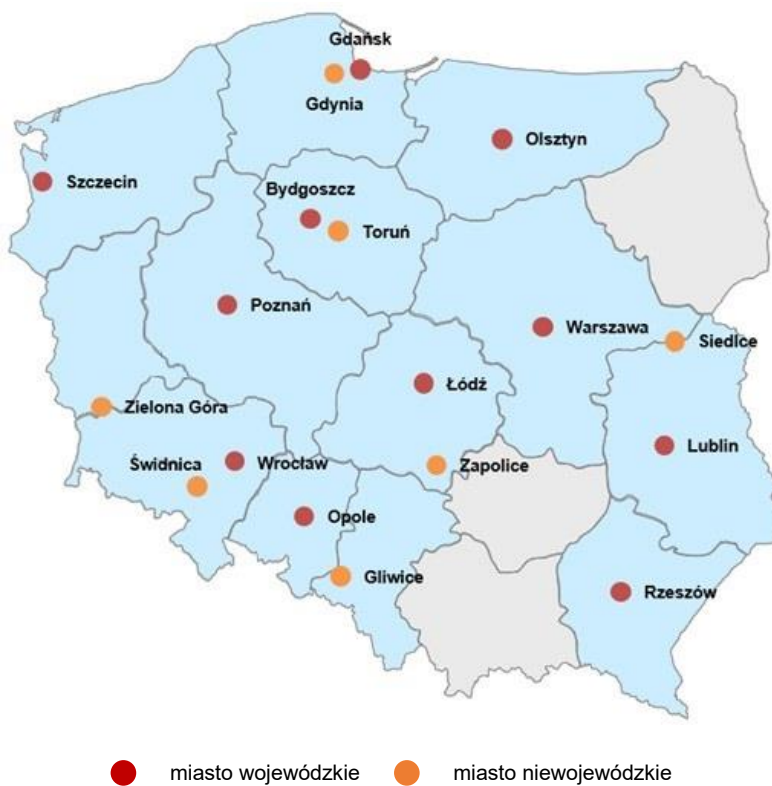 Gdańsk
Gdynia
Olsztyn
Szczecin
Bydgoszcz
Toruń
Poznań
Warszawa
Siedlce
Łódź
Zielona Góra
Lublin
Świdnica
Wrocław
Zapolice
Opole
Gliwice
Rzeszów
miasto wojewódzkie
miasto niewojewódzkie